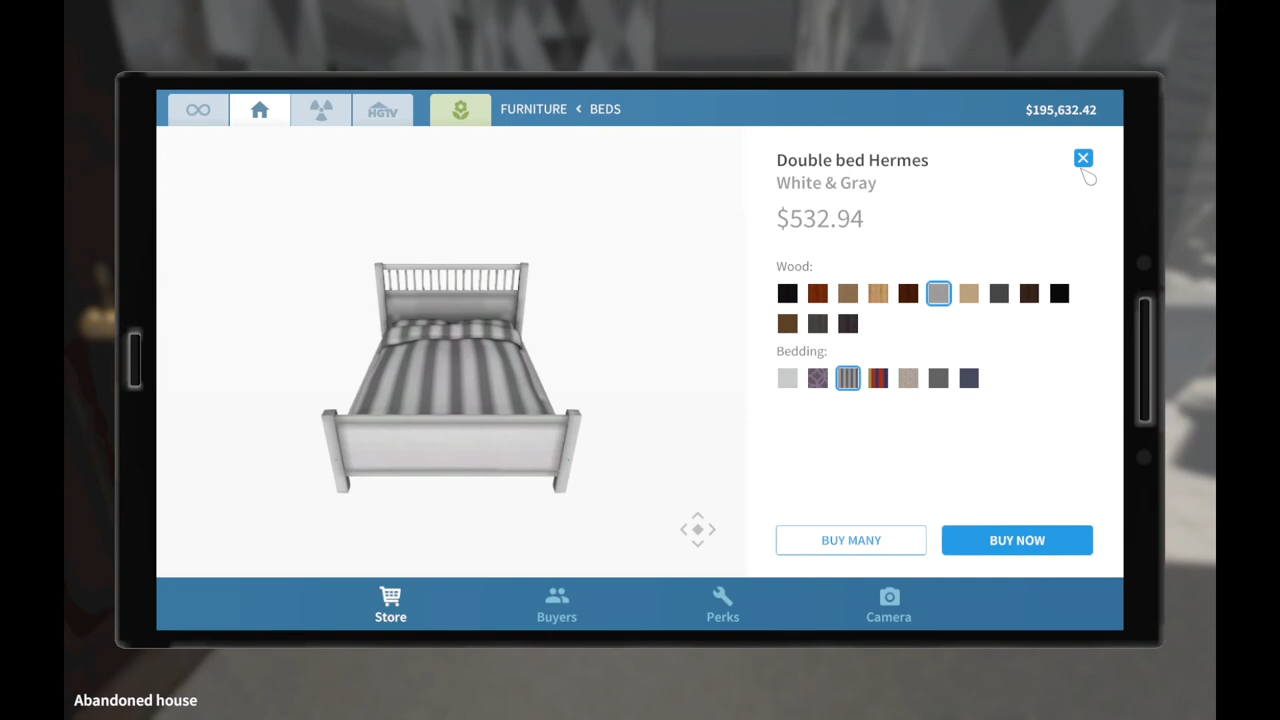 HGTV
FURNITURE < BEDS
$195,632.42
Double bed Hermes
White & Gray
$532.94
Wood:
Bedding:
BUY MANY
BUY NOW
Store
Buyers
Perks
Camera
Abandoned house